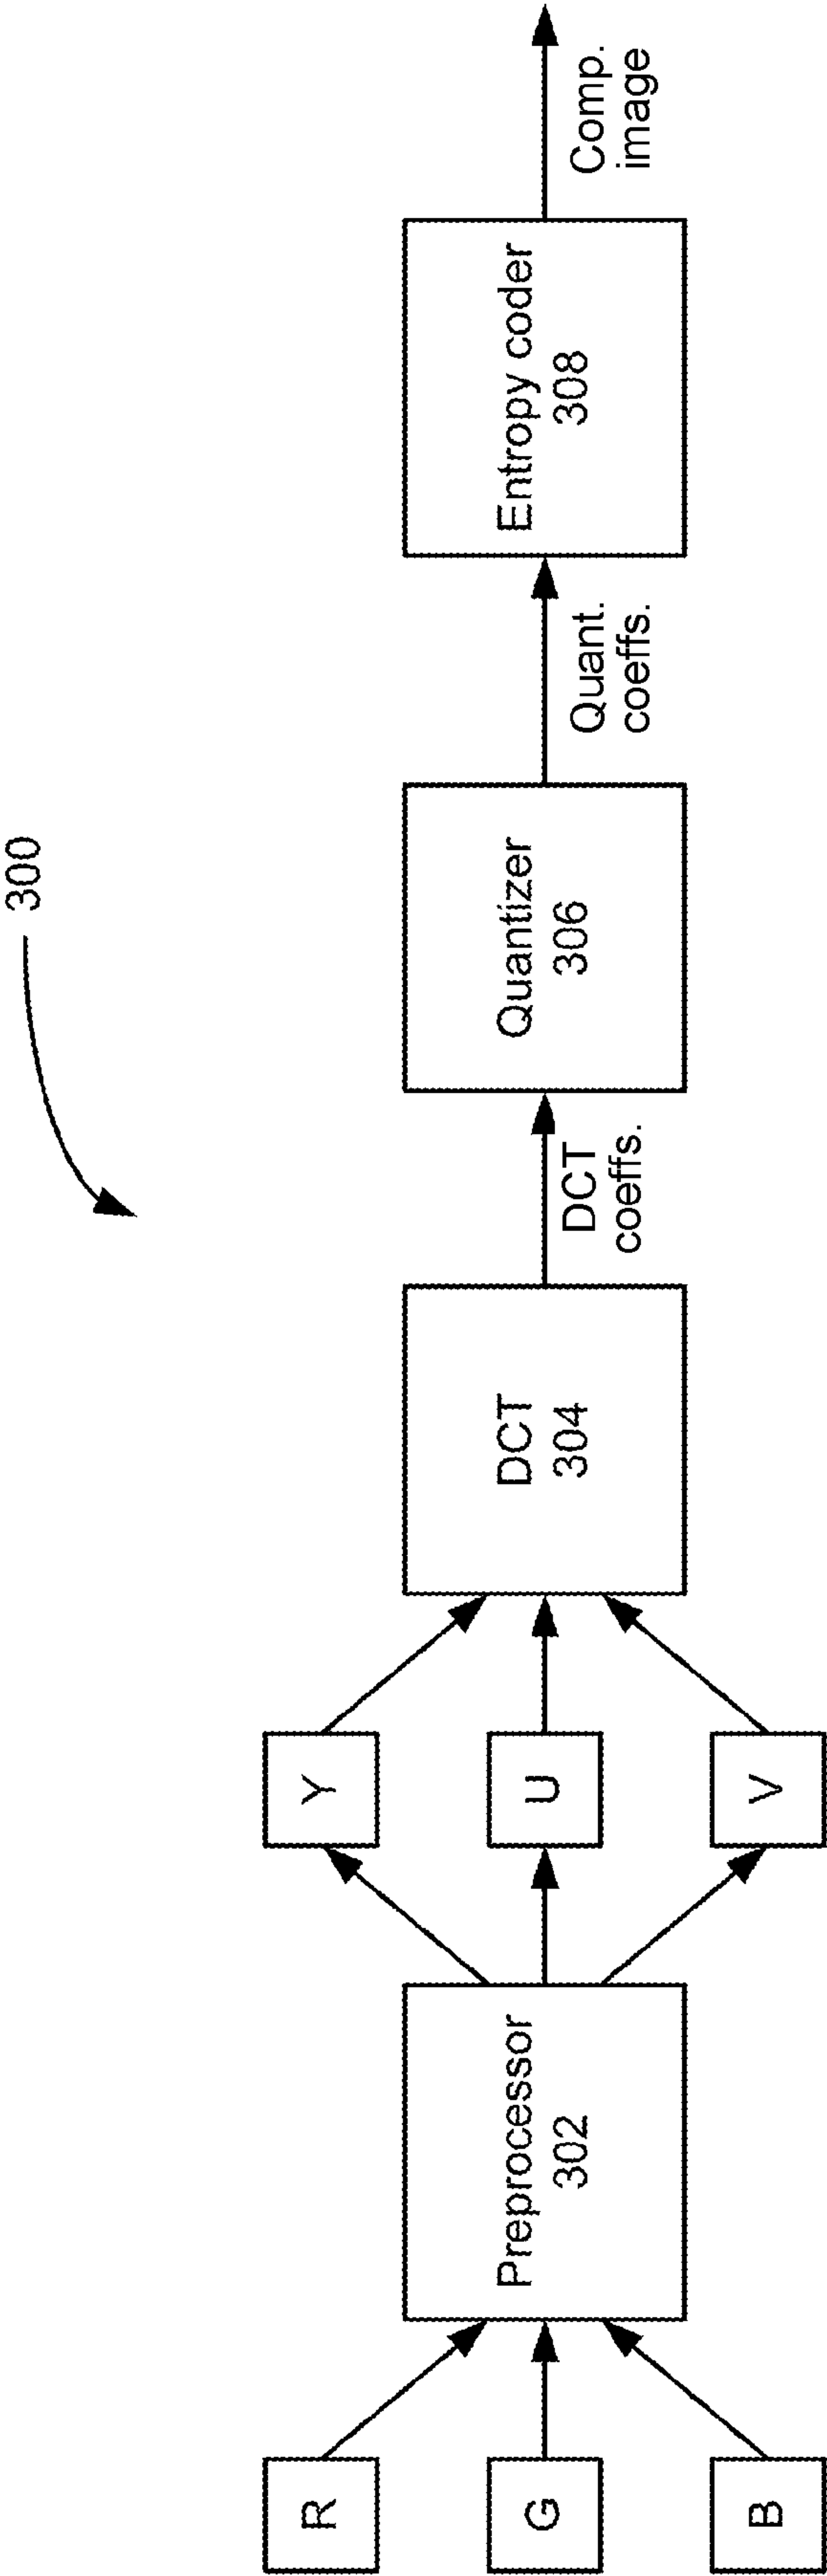 300
R
G
B
Preprocessor
302
Y
U
V
DCT
304
DCT
coeffs.
Quantizer
306
Quant.
coeffs.
Entropy coder
308
Comp.
image